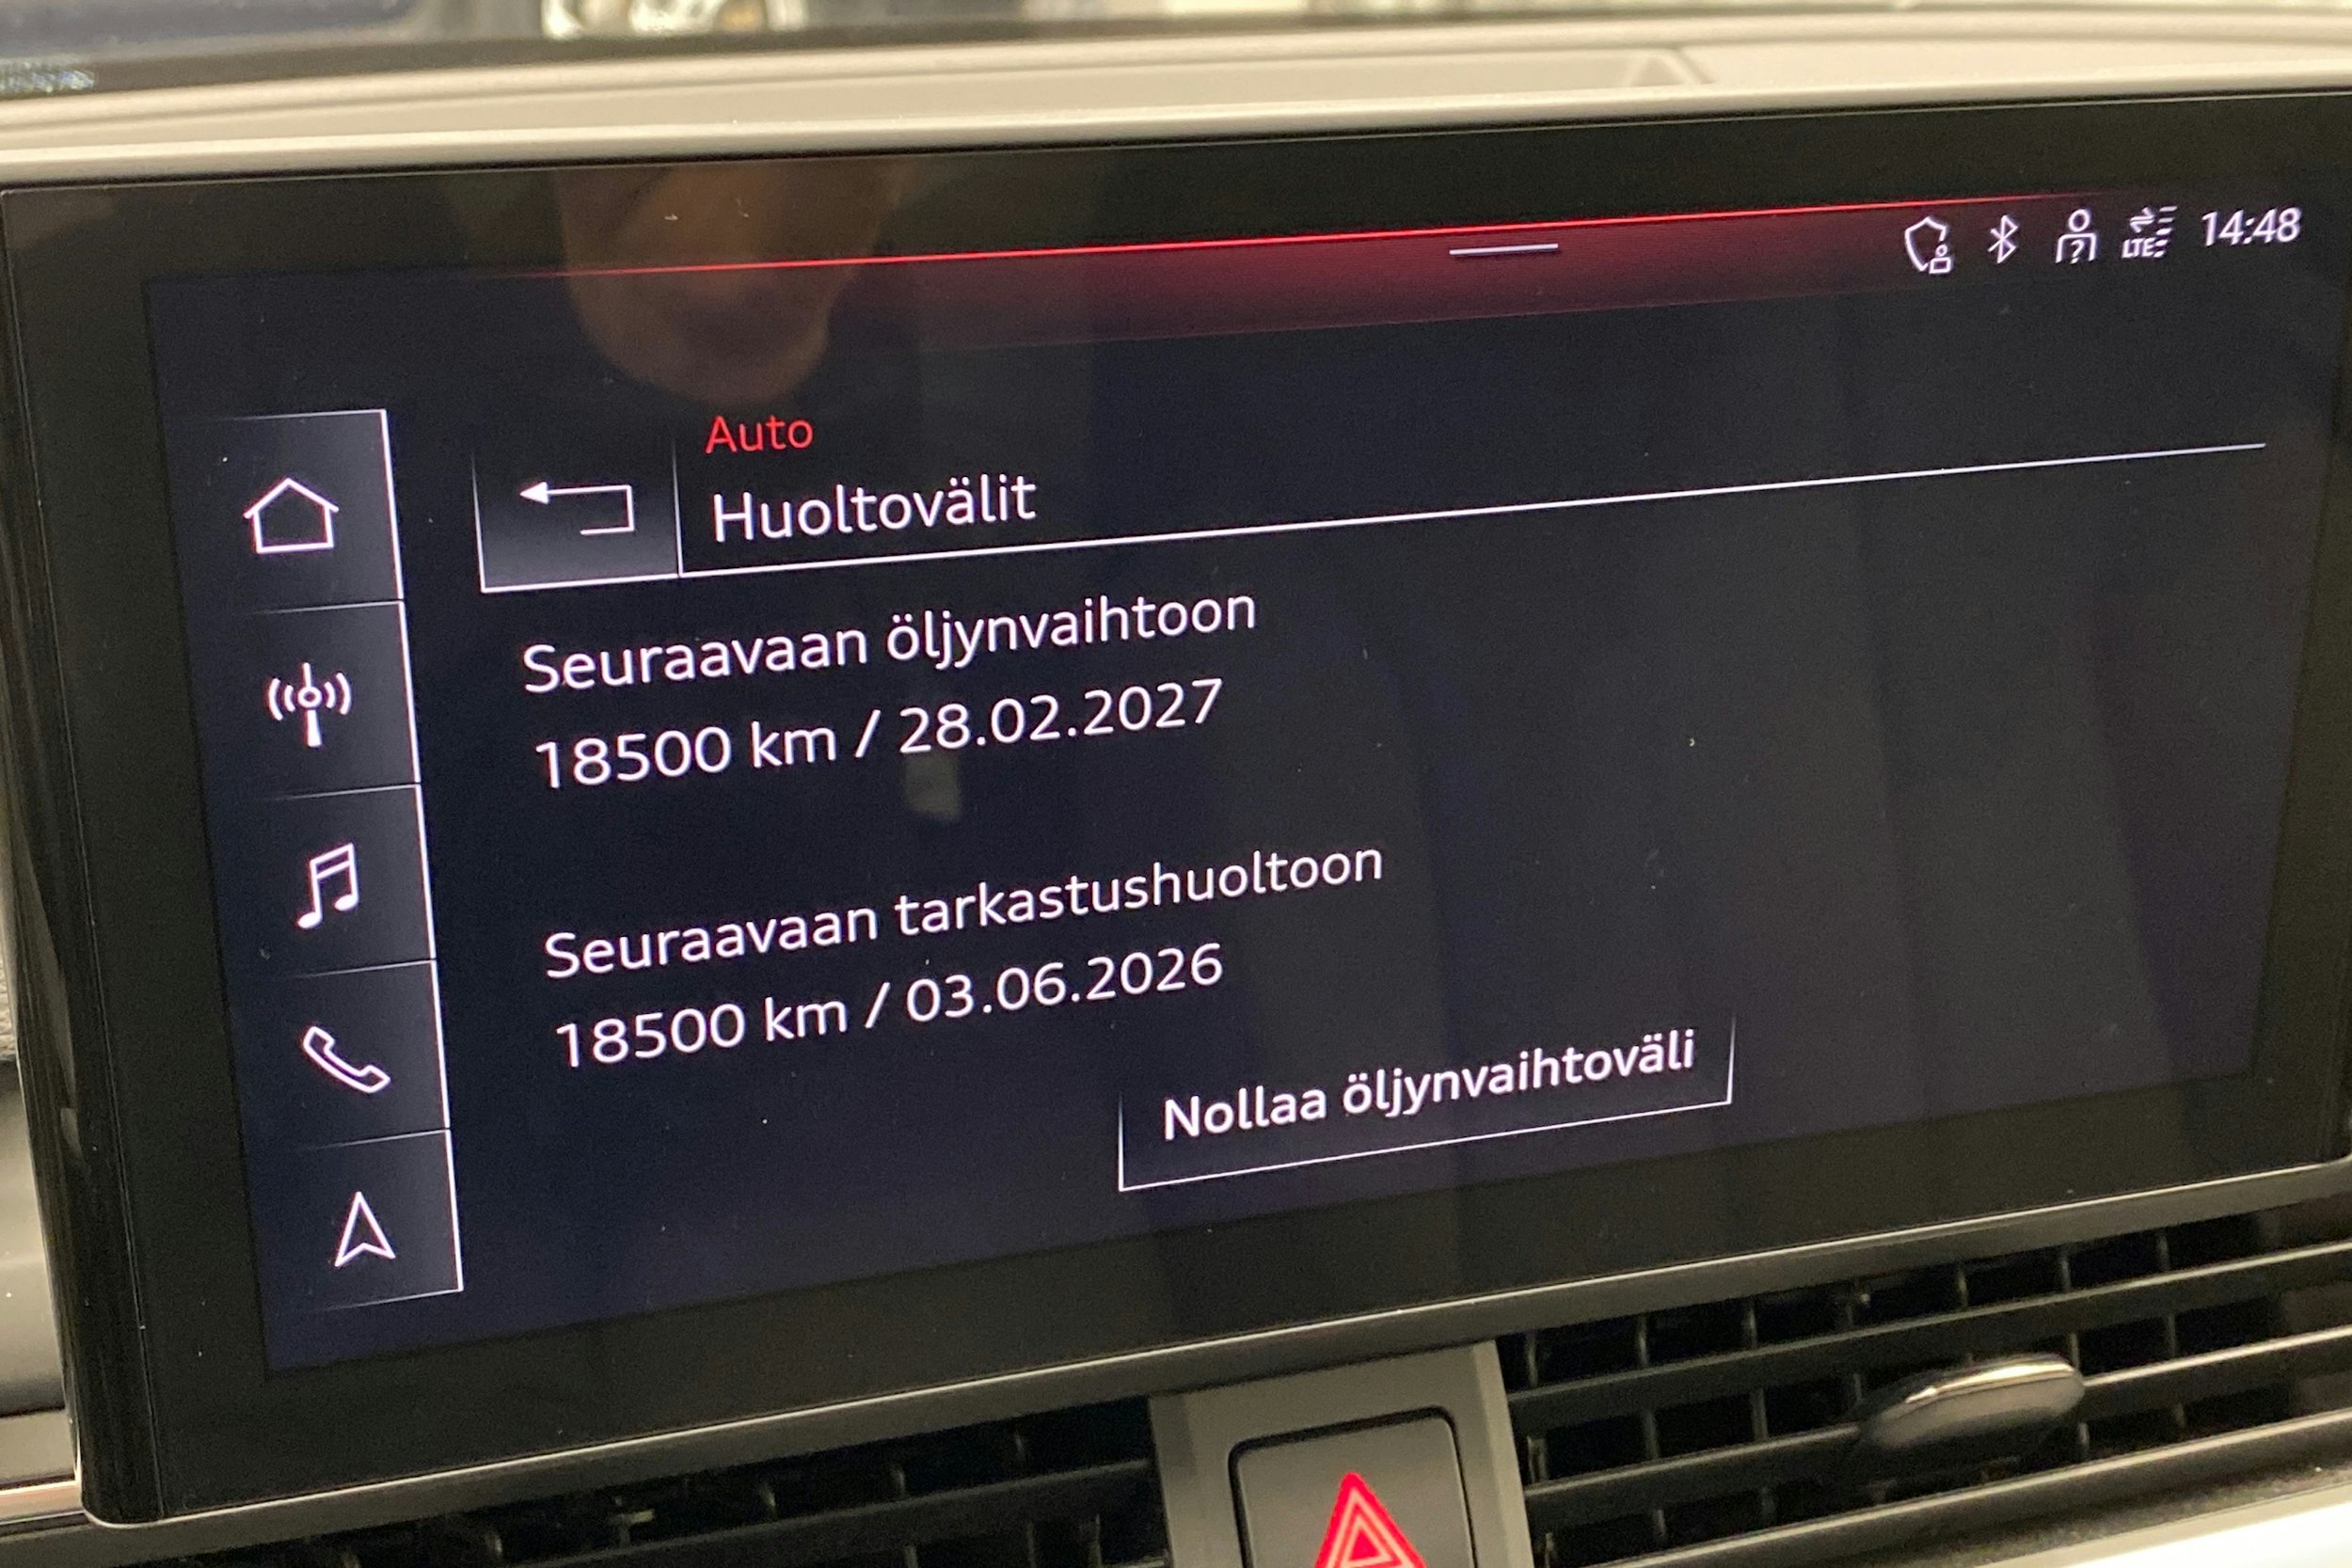 LTE 14:48
Auto
Huoltovälit
Seuraavaan öljynvaihtoon
18500 km / 28.02.2027
Seuraavaan tarkastushuoltoon
18500 km / 03.06.2026
Nollaa öljynvaihtoväli